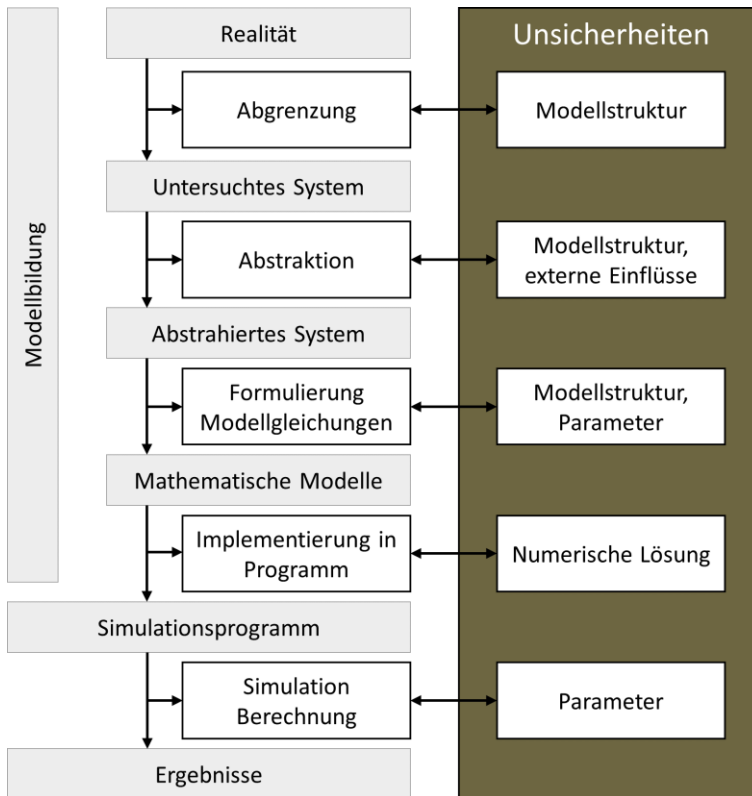 Realität
Unsicherheiten
Abgrenzung
Modellstruktur
Untersuchtes System
Abstraktion
Modellstruktur,
externe Einflüsse
Modellbildung
Abstrahiertes System
Formulierung
Modellgleichungen
Modellstruktur,
Parameter
Mathematische Modelle
Implementierung in
Programm
Numerische Lösung
Simulationsprogramm
Simulation
Berechnung
Parameter
Ergebnisse